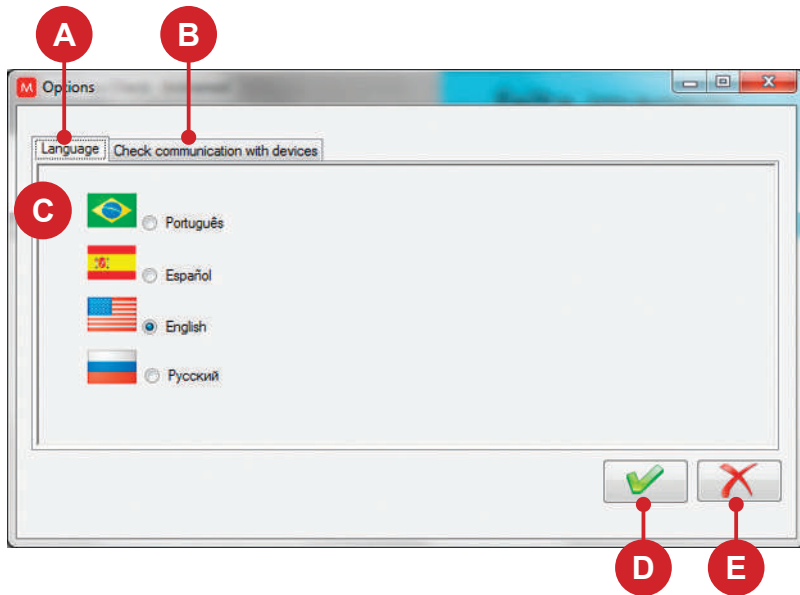 A
B
M Options
Language
Check communication with devices
C
Português
Español
English
Русский
D
E